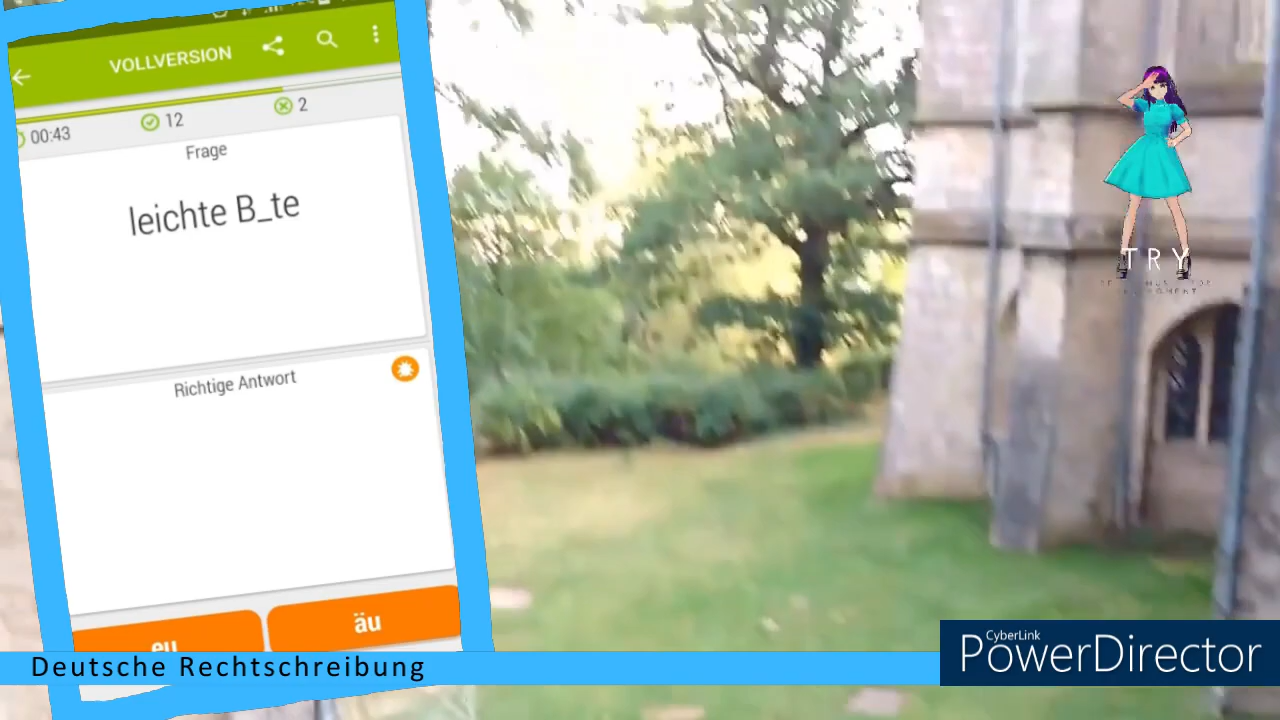 VOLLVERSION
00:43
12
2
Frage
leichte B_te
Richtige Antwort
eu
äu
TRY
Deutsche Rechtschreibung
CyberLink
PowerDirector